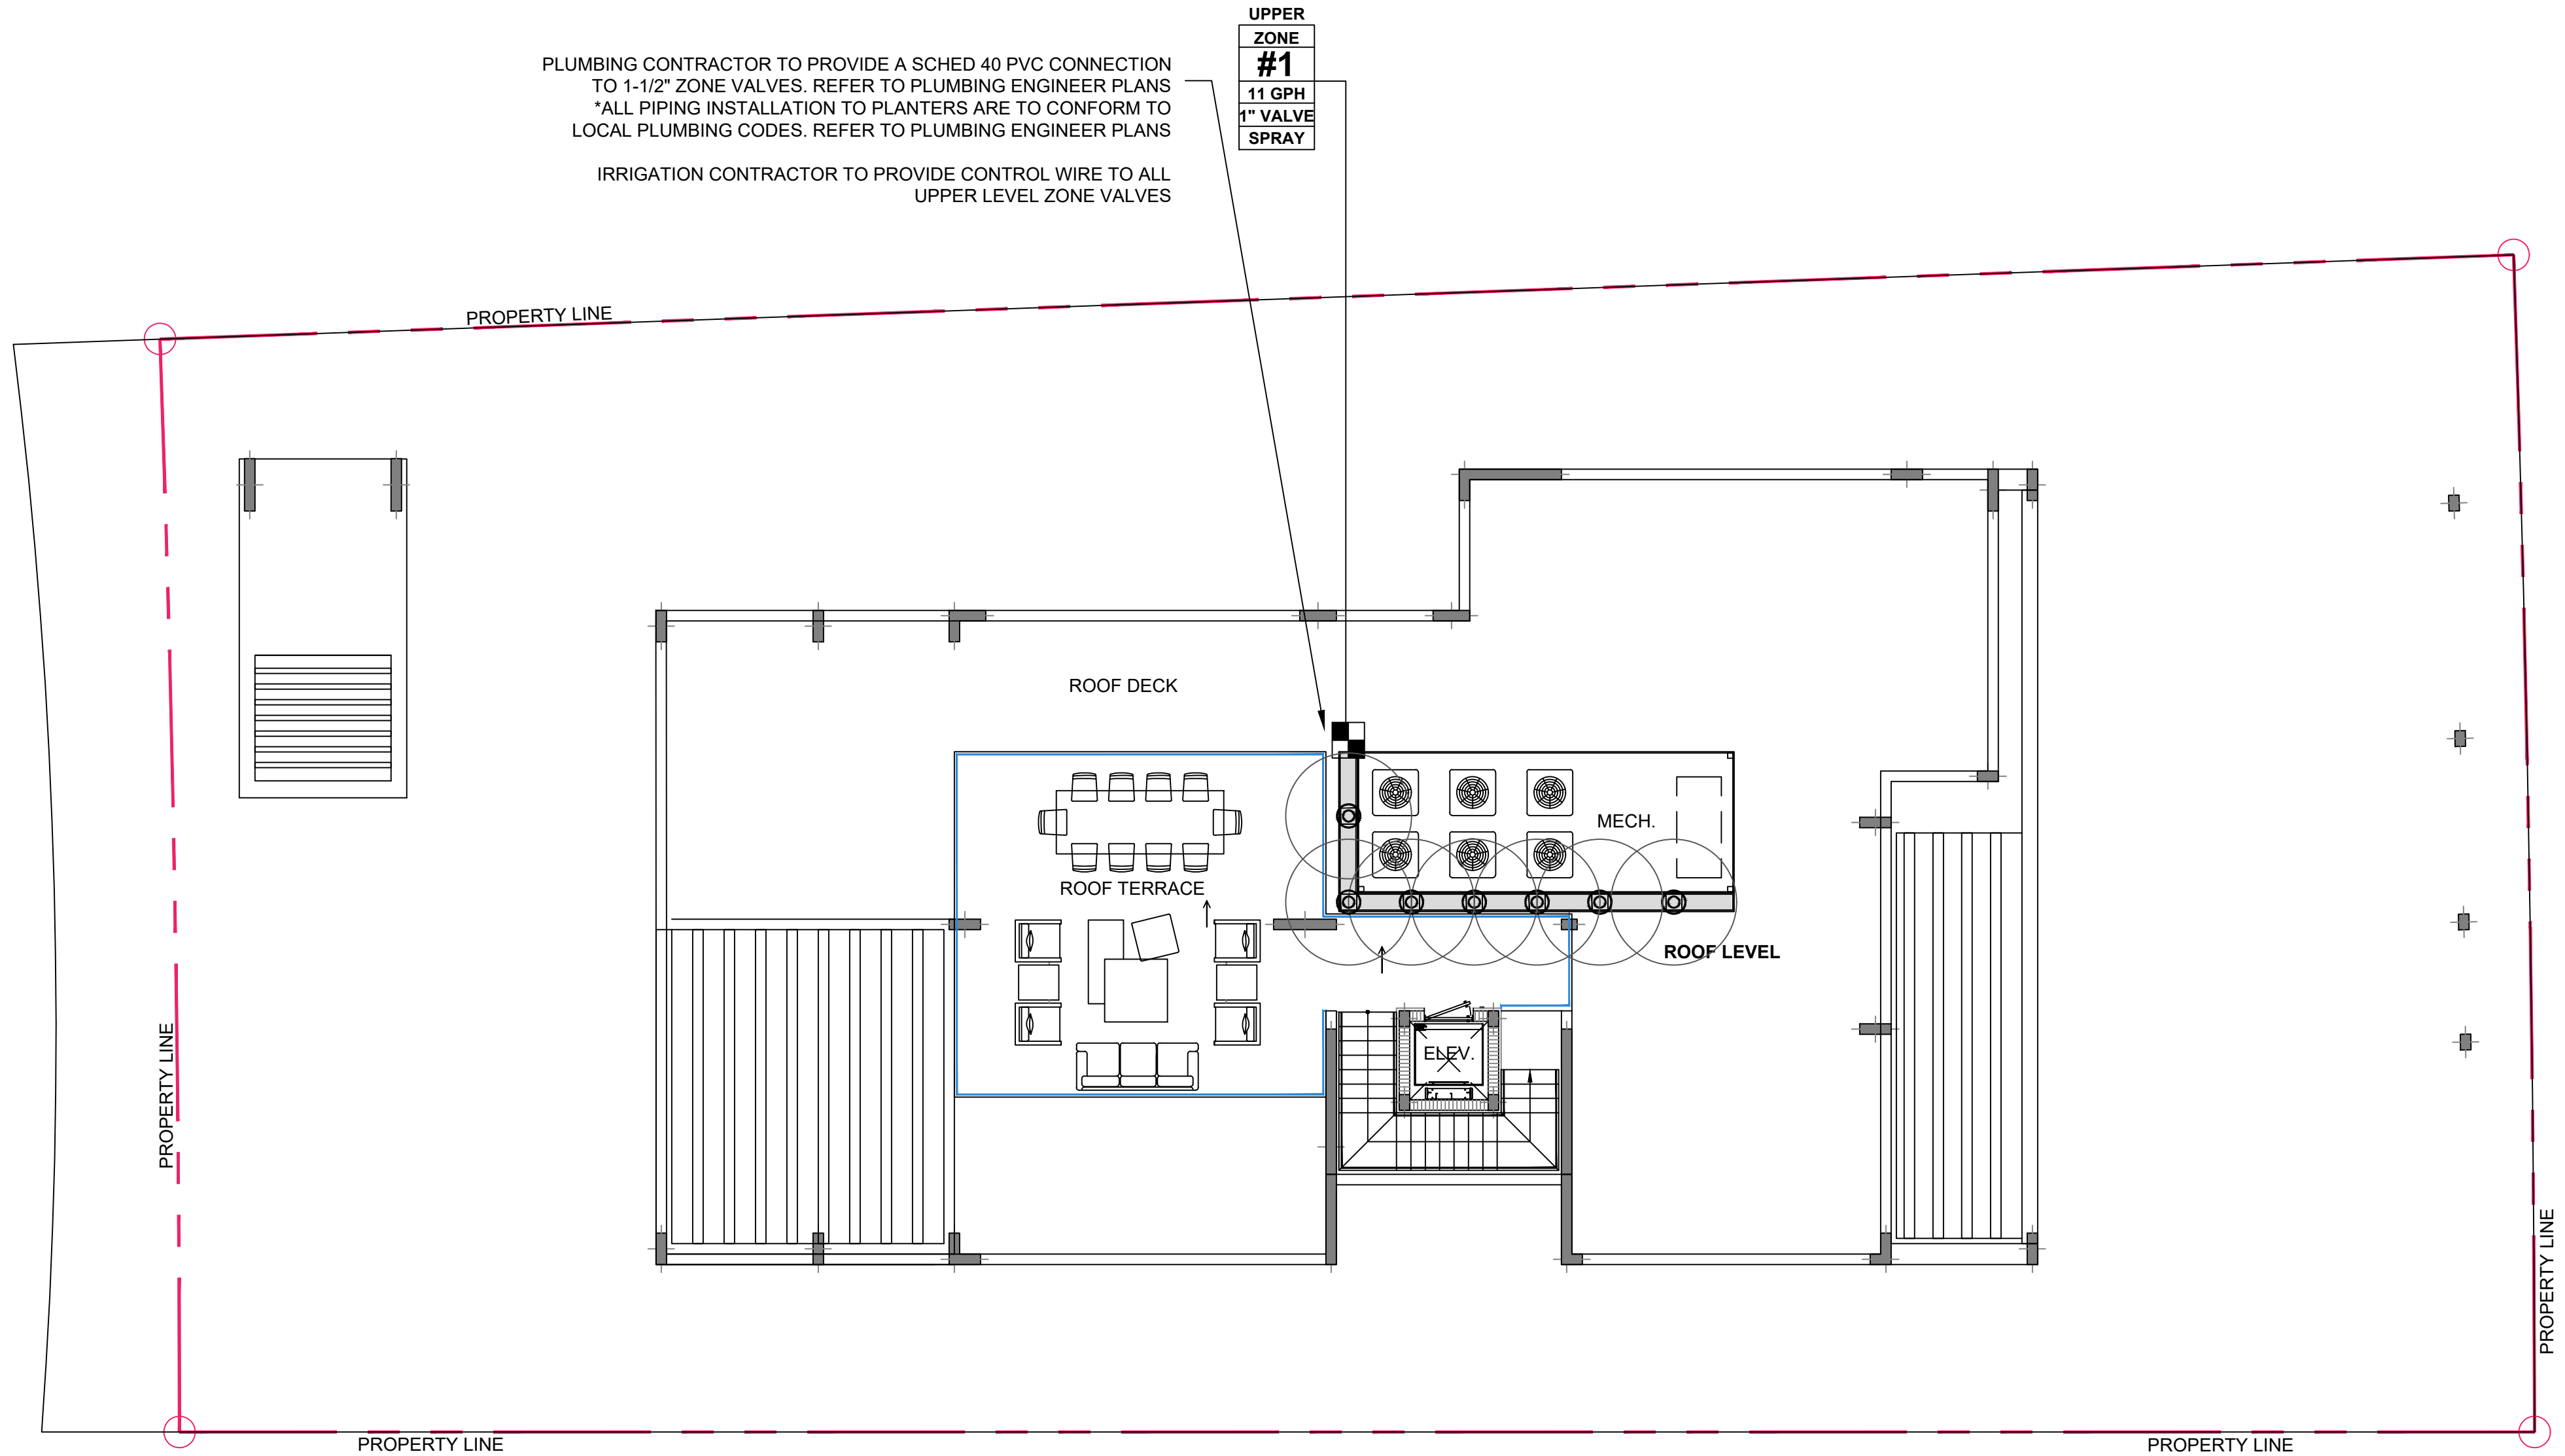 UPPER
ZONE
#1
11 GPH
1" VALVE
SPRAY
PLUMBING CONTRACTOR TO PROVIDE A SCHED 40 PVC CONNECTION
TO 1-1/2" ZONE VALVES. REFER TO PLUMBING ENGINEER PLANS
*ALL PIPING INSTALLATION TO PLANTERS ARE TO CONFORM TO
LOCAL PLUMBING CODES. REFER TO PLUMBING ENGINEER PLANS
IRRIGATION CONTRACTOR TO PROVIDE CONTROL WIRE TO ALL
UPPER LEVEL ZONE VALVES
PROPERTY LINE
ROOF DECK
MECH.
ROOF TERRACE
ROOF LEVEL
ELEV.
PROPERTY LINE
PROPERTY LINE
PROPERTY LINE
PROPERTY LINE